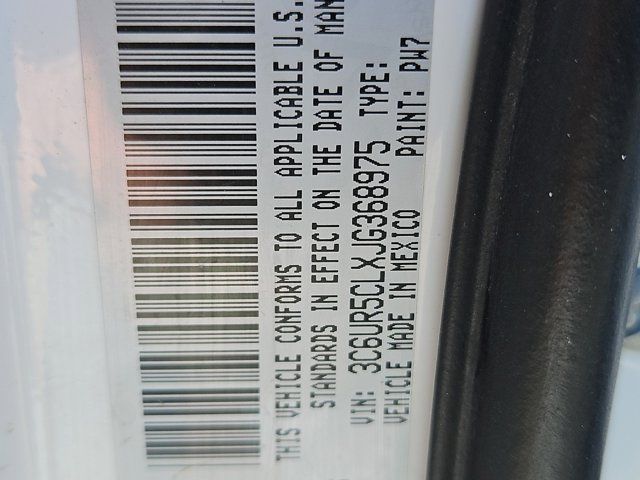 THIS VEHICLE CONFORMS TO ALL APPLICABLE U.S.
STANDARDS IN EFFECT ON THE DATE OF MAN
VIN: 3C6UR5CLXJG368975 TYPE:
VEHICLE MADE IN MEXICO PAINT: PW7